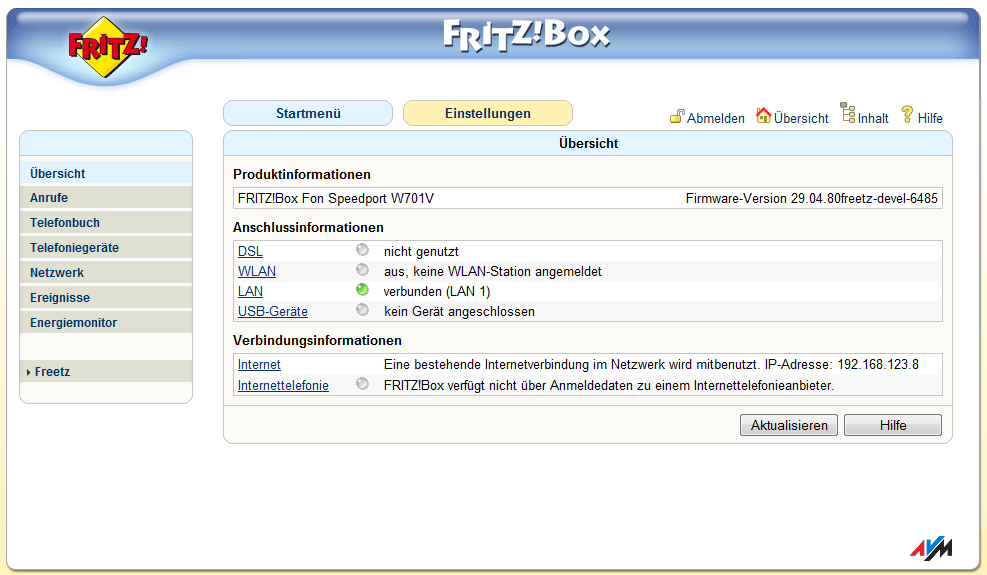 FRITZ!
FRITZ!Box
Startmenü
Einstellungen
Abmelden
Übersicht
Inhalt
Hilfe
Übersicht
Anrufe
Telefonbuch
Telefoniegeräte
Netzwerk
Ereignisse
Energiemonitor
Freetz
Übersicht
Produktinformationen
FRITZ!Box Fon Speedport W701V Firmware-Version 29.04.80freetz-devel-6485
Anschlussinformationen
DSL nicht genutzt
WLAN aus, keine WLAN-Station angemeldet
LAN verbunden (LAN 1)
USB-Geräte kein Gerät angeschlossen
Verbindungsinformationen
Internet Eine bestehende Internetverbindung im Netzwerk wird mitbenutzt. IP-Adresse: 192.168.123.8
Internettelefonie FRITZ!Box verfügt nicht über Anmeldedaten zu einem Internettelefonieanbieter.
Aktualisieren
Hilfe
AVM